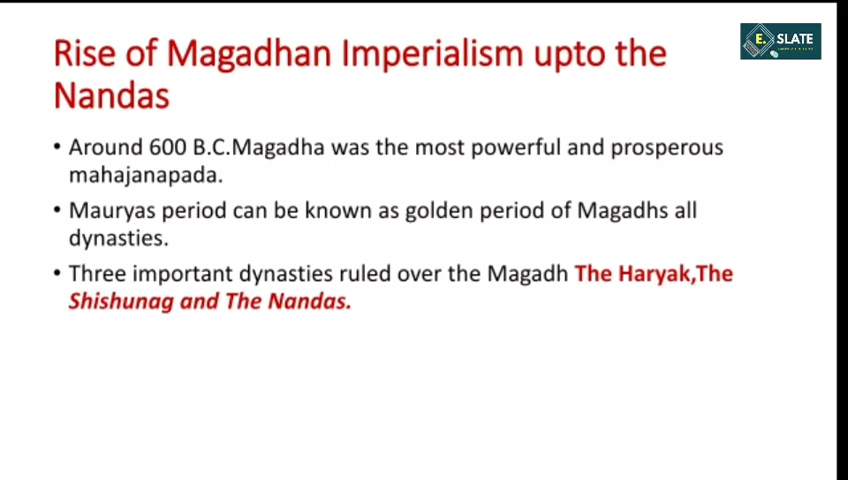 Rise of Magadhan Imperialism upto the
Nandas
E. SLATE
• Around 600 B.C.Magadha was the most powerful and prosperous
mahajanapada.
• Mauryas period can be known as golden period of Magadhs all
dynasties.
• Three important dynasties ruled over the Magadh The Haryak,The
Shishunag and The Nandas.